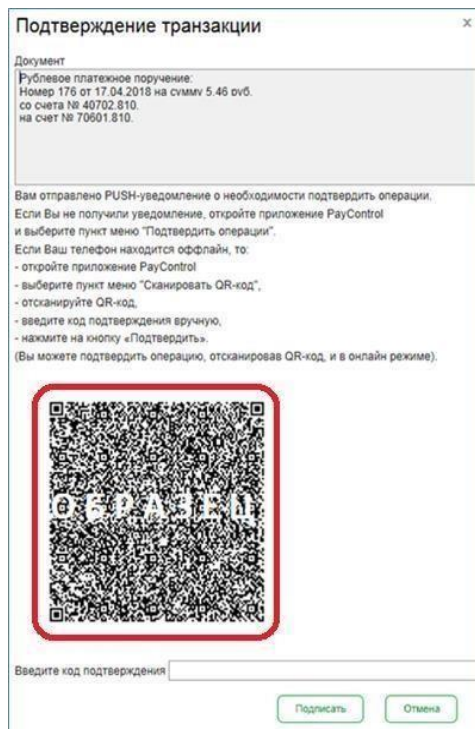 Подтверждение транзакции
x
Документ
Рублевое платежное поручение:
Номер 176 от 17.04.2018 на сумму 5.46 руб.
со счета № 40702.810.
на счет № 70601.810.
Вам отправлено PUSH-уведомление о необходимости подтвердить операции.
Если Вы не получили уведомление, откройте приложение PayControl
и выберите пункт меню "Подтвердить операции".
Если Ваш телефон находится оффлайн, то:
- откройте приложение PayControl
- выберите пункт меню "Сканировать QR-код",
- отсканируйте QR-код,
- введите код подтверждения вручную,
- нажмите на кнопку «Подтвердить».
(Вы можете подтвердить операцию, отсканировав QR-код, и в онлайн режиме).
ОБРАЗЕЦ
Введите код подтверждения
Подписать Отмена